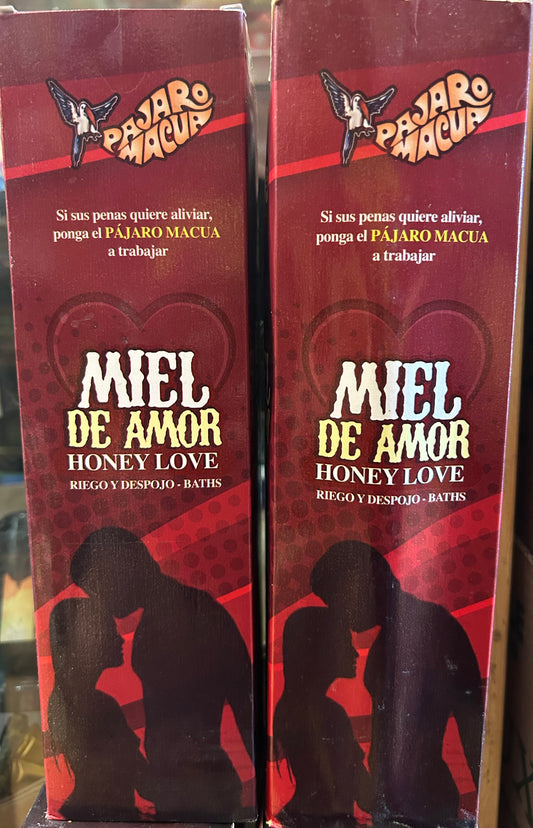 PAJARO
MACUA
Si sus penas quiere aliviar,
ponga el PÁJARO MACUA
a trabajar
MIEL
DE AMOR
HONEY LOVE
RIEGO Y DESPOJO - BATHS
PAJARO
MACUA
Si sus penas quiere aliviar,
ponga el PÁJARO MACUA
a trabajar
MIEL
DE AMOR
HONEY LOVE
RIEGO Y DESPOJO - BATHS